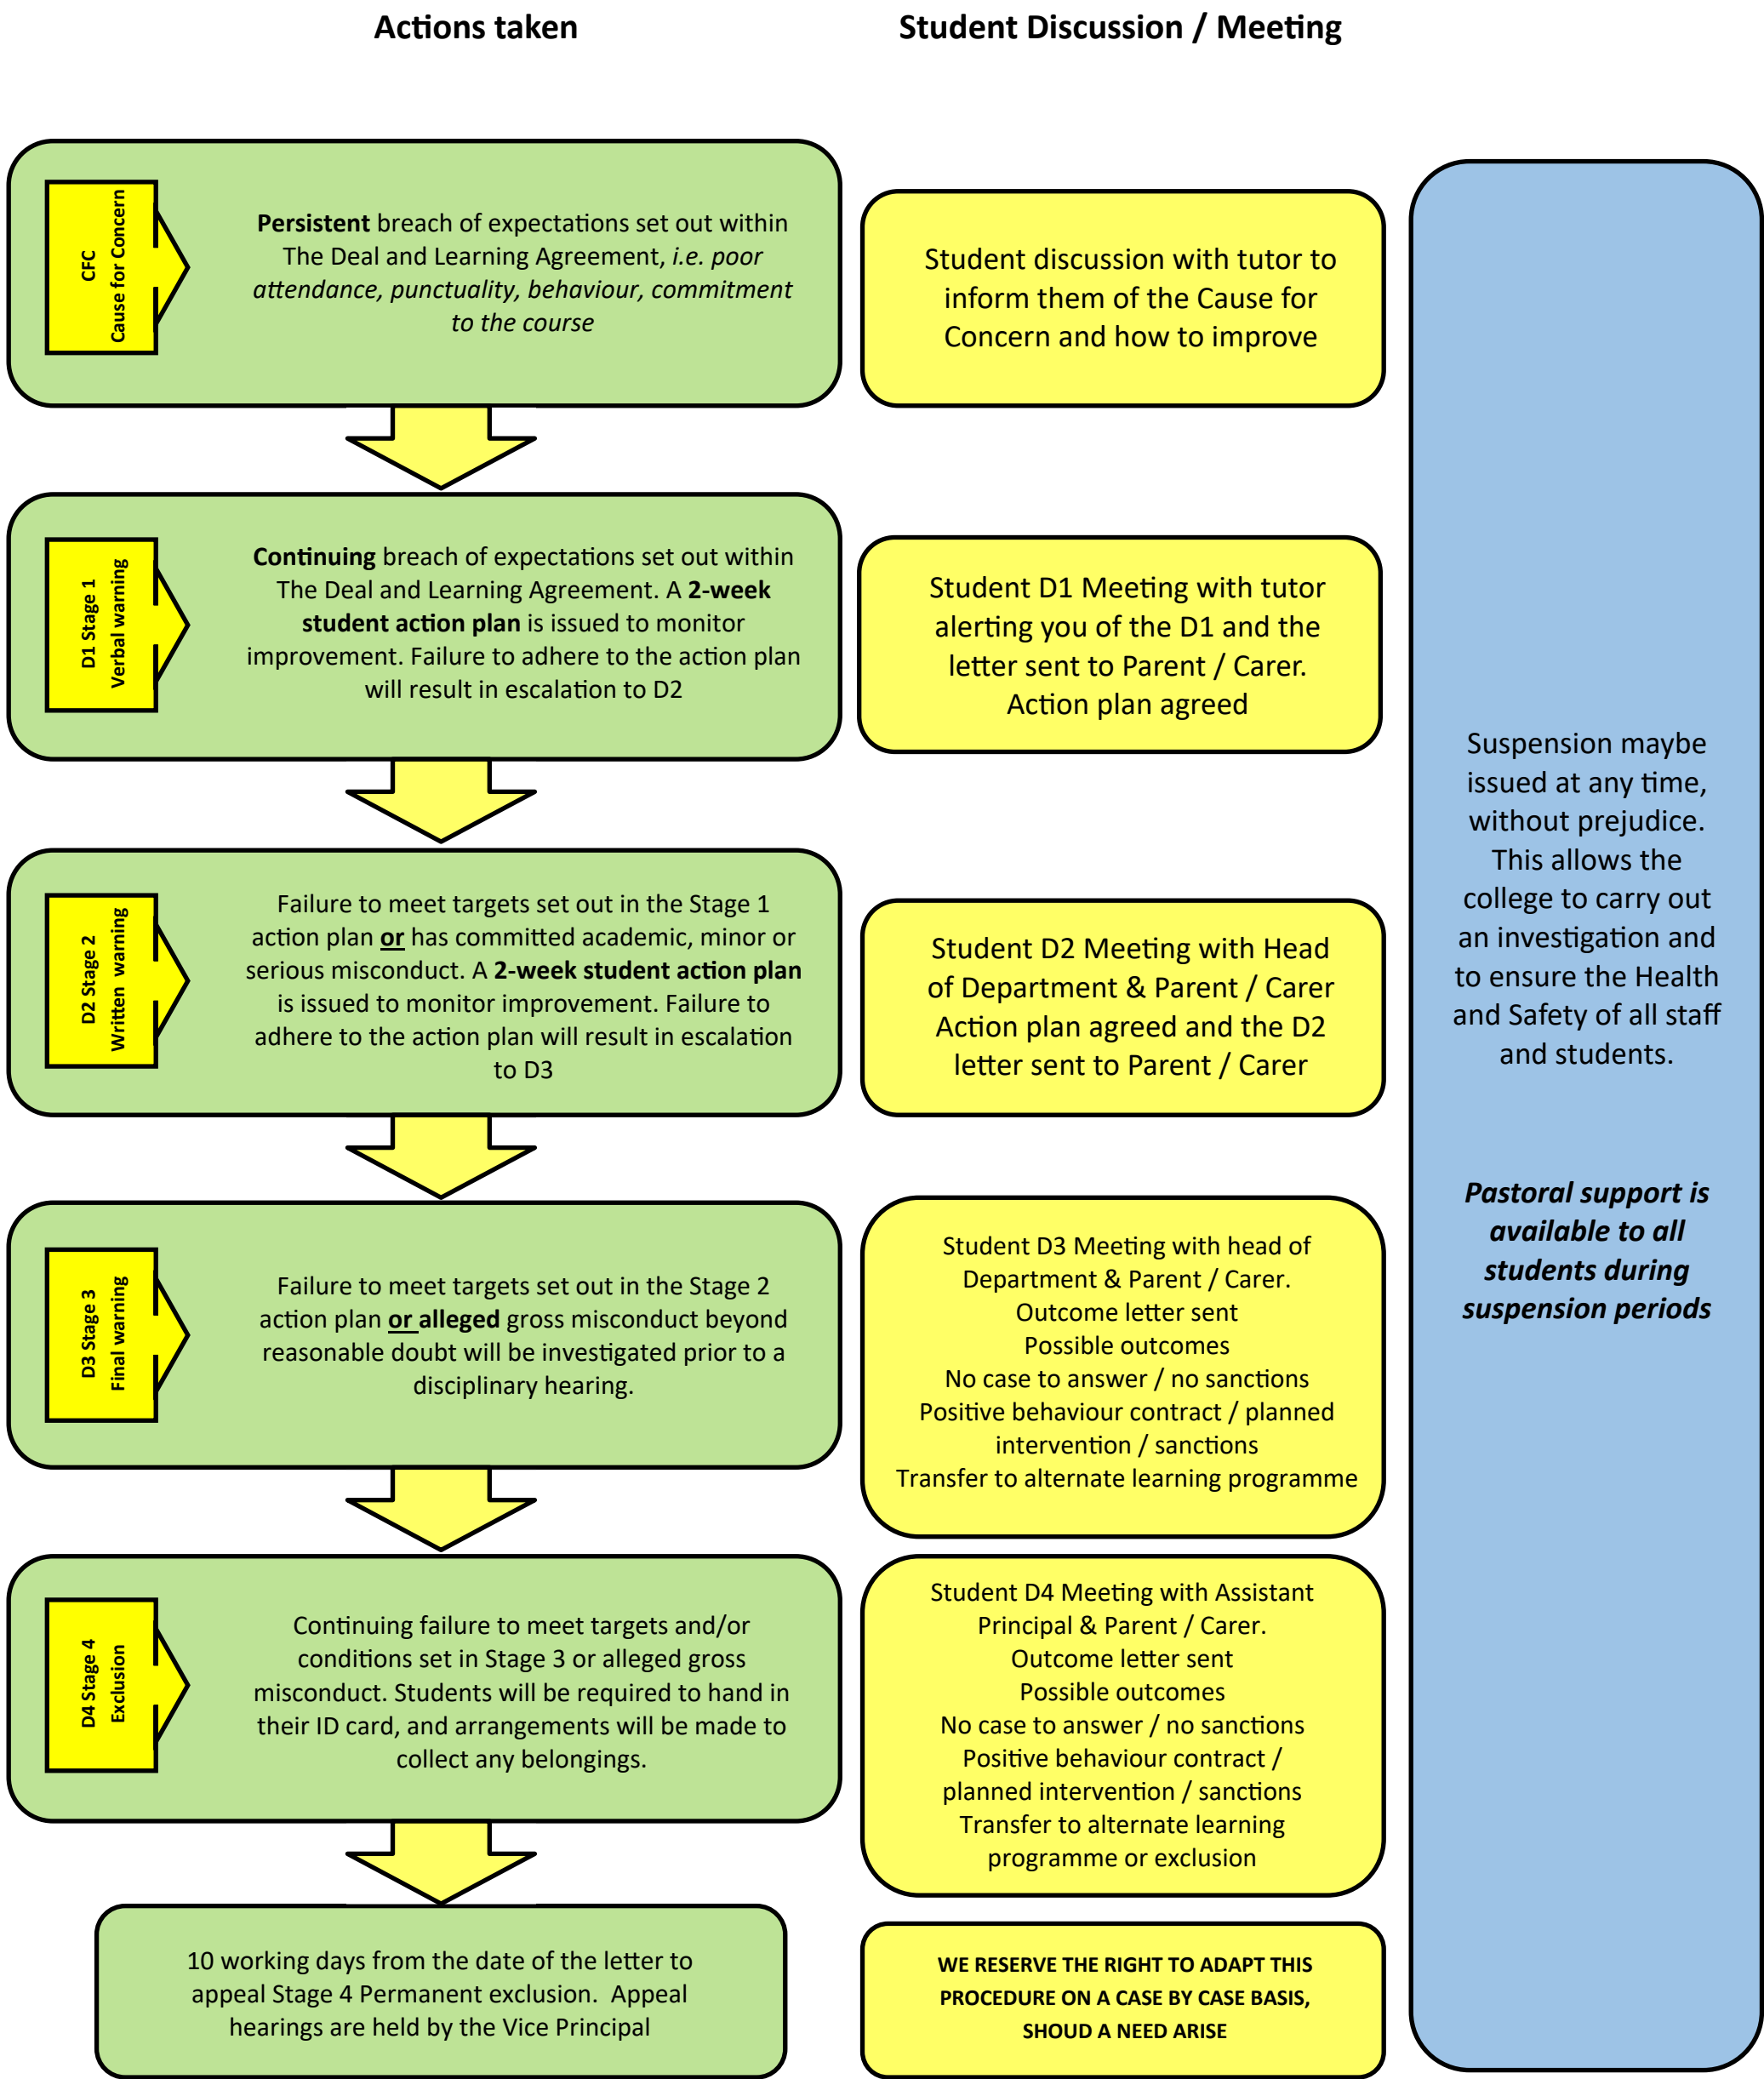 Actions taken
Student Discussion / Meeting
CFC
Cause for Concern
Persistent breach of expectations set out within
The Deal and Learning Agreement, i.e. poor
attendance, punctuality, behaviour, commitment
to the course
Student discussion with tutor to
inform them of the Cause for
Concern and how to improve
D1 Stage 1
Verbal warning
Continuing breach of expectations set out within
The Deal and Learning Agreement. A 2-week
student action plan is issued to monitor
improvement. Failure to adhere to the action plan
will result in escalation to D2
Student D1 Meeting with tutor
alerting you of the D1 and the
letter sent to Parent / Carer.
Action plan agreed
D2 Stage 2
Written warning
Failure to meet targets set out in the Stage 1
action plan or has committed academic, minor or
serious misconduct. A 2-week student action plan
is issued to monitor improvement. Failure to
adhere to the action plan will result in escalation
to D3
Student D2 Meeting with Head
of Department & Parent / Carer
Action plan agreed and the D2
letter sent to Parent / Carer
D3 Stage 3
Final warning
Failure to meet targets set out in the Stage 2
action plan or alleged gross misconduct beyond
reasonable doubt will be investigated prior to a
disciplinary hearing.
Student D3 Meeting with head of
Department & Parent / Carer.
Outcome letter sent
Possible outcomes
No case to answer / no sanctions
Positive behaviour contract / planned
intervention / sanctions
Transfer to alternate learning programme
D4 Stage 4
Exclusion
Continuing failure to meet targets and/or
conditions set in Stage 3 or alleged gross
misconduct. Students will be required to hand in
their ID card, and arrangements will be made to
collect any belongings.
Student D4 Meeting with Assistant
Principal & Parent / Carer.
Outcome letter sent
Possible outcomes
No case to answer / no sanctions
Positive behaviour contract /
planned intervention / sanctions
Transfer to alternate learning
programme or exclusion
10 working days from the date of the letter to
appeal Stage 4 Permanent exclusion. Appeal
hearings are held by the Vice Principal
WE RESERVE THE RIGHT TO ADAPT THIS
PROCEDURE ON A CASE BY CASE BASIS,
SHOUD A NEED ARISE
Suspension maybe
issued at any time,
without prejudice.
This allows the
college to carry out
an investigation and
to ensure the Health
and Safety of all staff
and students.
Pastoral support is
available to all
students during
suspension periods